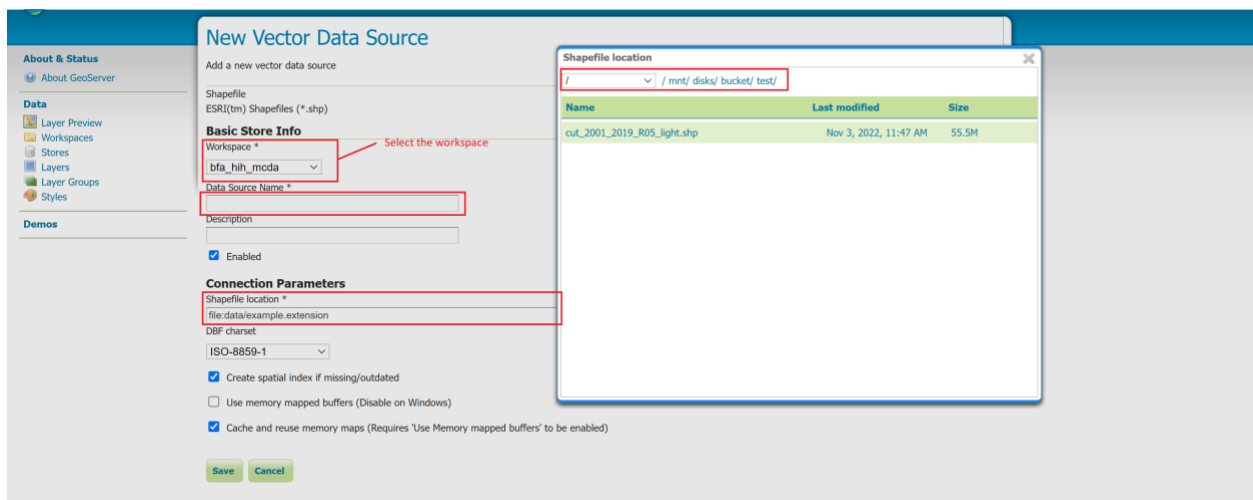 About & Status
About GeoServer
Data
Layer Preview
Workspaces
Stores
Layers
Layer Groups
Styles
Demos
New Vector Data Source
Add a new vector data source
Shapefile
ESRI(tm) Shapefiles (*.shp)
Basic Store Info
Workspace *
bfa_hih_mcda
Select the workspace
Data Source Name *
Description
Enabled
Connection Parameters
Shapefile location *
file:data/example.extension
DBF charset
ISO-8859-1
Create spatial index if missing/outdated
Use memory mapped buffers (Disable on Windows)
Cache and reuse memory maps (Requires 'Use Memory mapped buffers' to be enabled)
Save Cancel
Shapefile location
/ / mnt/ disks/ bucket/ test/
Name Last modified Size
cut_2001_2019_R05_light.shp Nov 3, 2022, 11:47 AM 55.5M